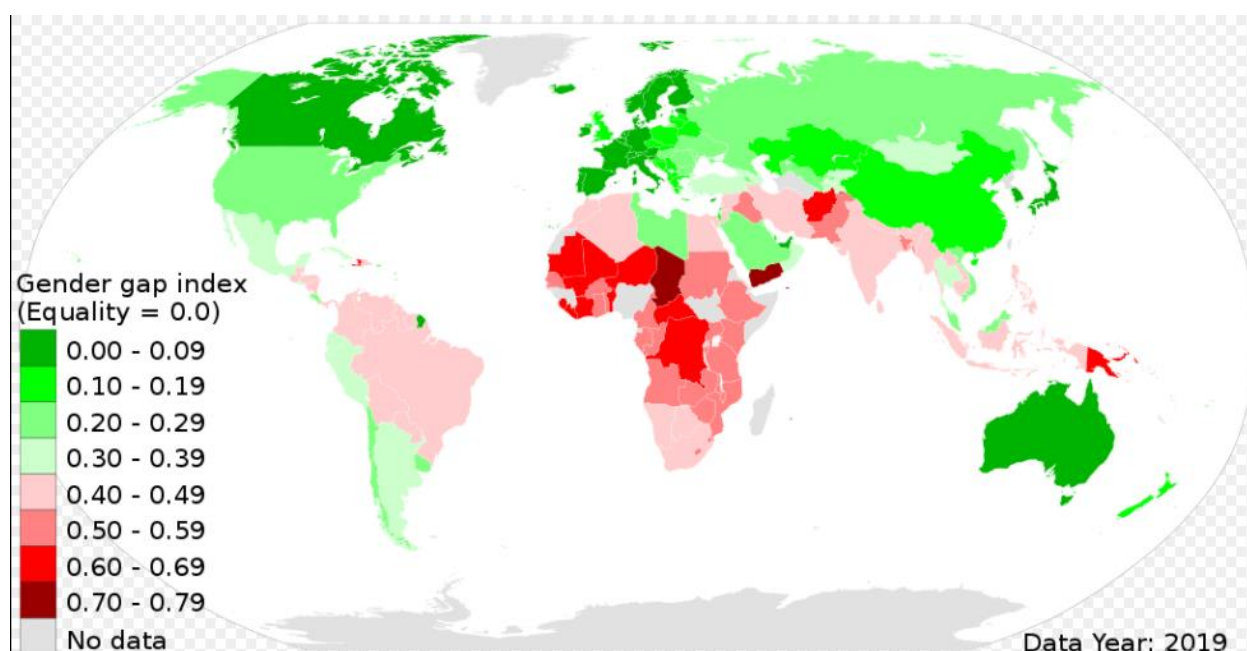 Gender gap index
(Equality = 0.0)
0.00 - 0.09
0.10 - 0.19
0.20 - 0.29
0.30 - 0.39
0.40 - 0.49
0.50 - 0.59
0.60 - 0.69
0.70 - 0.79
No data
Data Year: 2019